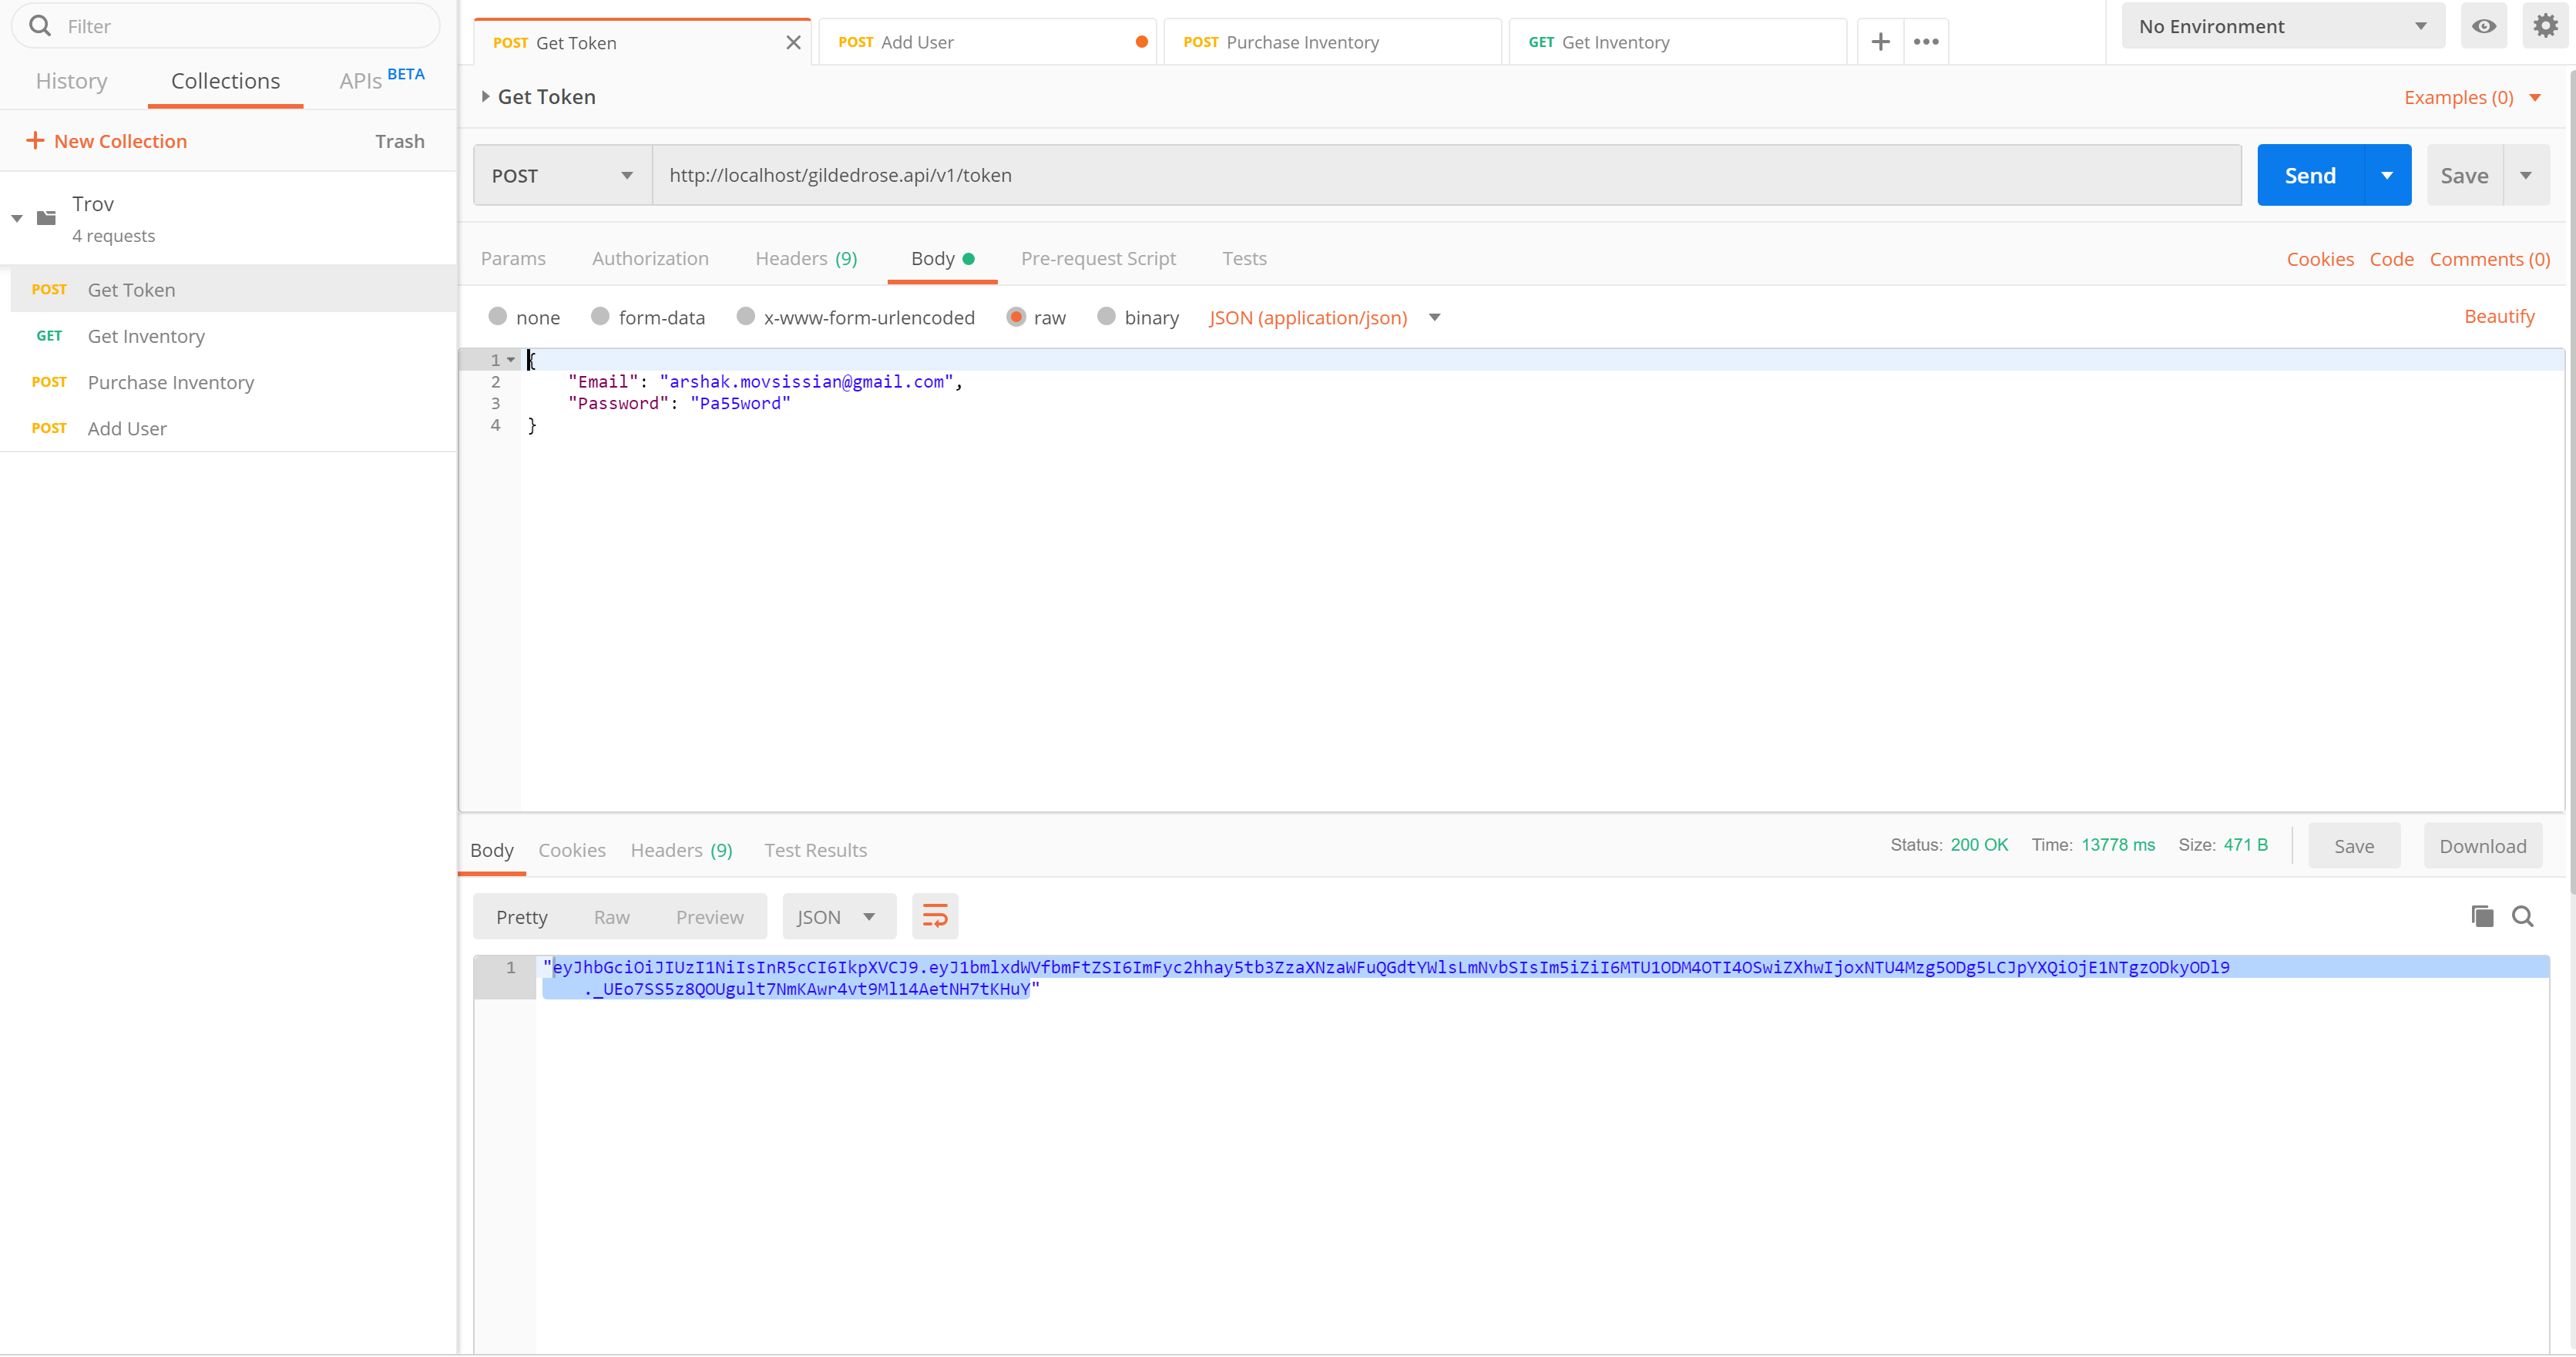 Filter
History Collections APIs BETA
New Collection Trash
Trov
4 requests
POST Get Token
GET Get Inventory
POST Purchase Inventory
POST Add User
POST Get Token POST Add User POST Purchase Inventory GET Get Inventory
No Environment
Get Token
Examples (0)
POST http://localhost/gildedrose.api/v1/token
Send Save
Params Authorization Headers (9) Body Pre-request Script Tests
Cookies Code Comments (0)
none form-data x-www-form-urlencoded raw binary JSON (application/json)
Beautify
1 {
2 "Email": "arshak.movsissian@gmail.com",
3 "Password": "Pa55word"
4 }
Body Cookies Headers (9) Test Results
Status: 200 OK Time: 13778 ms Size: 471 B Save Download
Pretty Raw Preview JSON
1 "eyJhbGciOiJIUzI1NiIsInR5cCI6IkpXVCJ9.eyJ1bmlxdWVfbmFtZSI6ImFyc2hhay5tb3ZzaXNzaWFuQGdtYWlsLmNvbSIsIm5iZiI6MTU1ODM4OTI4OSwiZXhwIjoxNTU4Mzg5ODg5LCJpYXQiOjE1NTgzODkyODl9
._UEo7SS5z8QOUgult7NmKAwr4vt9Ml14AetNH7tKHuY"